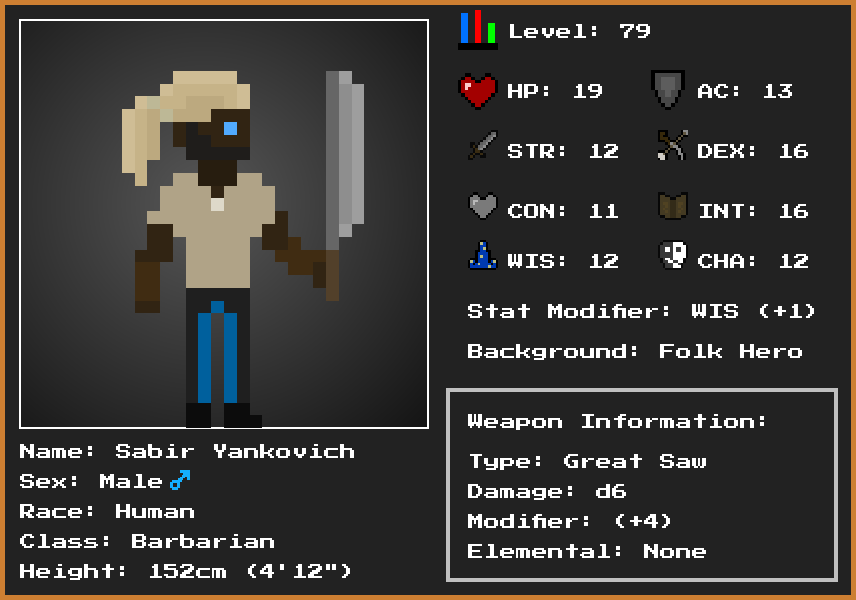 Level: 79
HP: 19
AC: 13
STR: 12
DEX: 16
CON: 11
INT: 16
WIS: 12
CHA: 12
Stat Modifier: WIS (+1)
Background: Folk Hero
Weapon Information:
Type: Great Saw
Damage: d6
Modifier: (+4)
Elemental: None
Name: Sabir Yankovich
Sex: Male♂
Race: Human
Class: Barbarian
Height: 152cm (4'12")